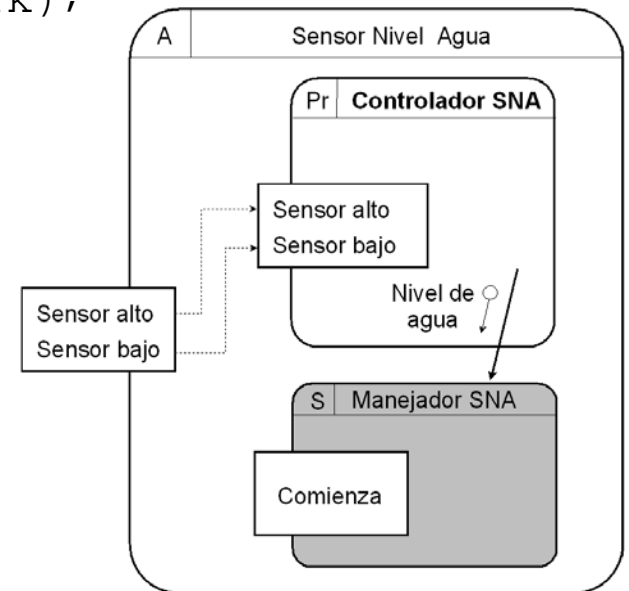 K);
A Sensor Nivel Agua
Pr Controlador SNA
Sensor alto
Sensor bajo
Nivel de
agua
Sensor alto
Sensor bajo
S Manejador SNA
Comienza